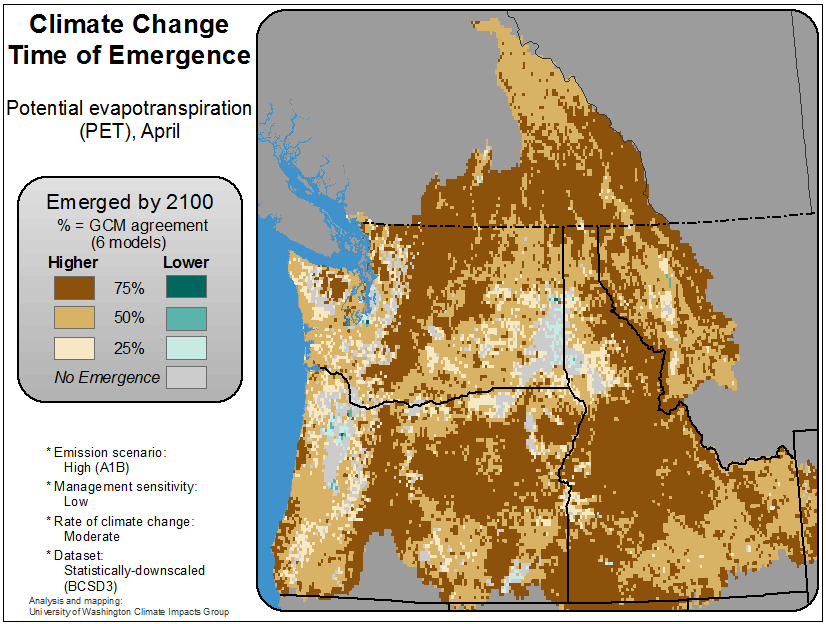 Climate Change
Time of Emergence
Potential evapotranspiration
(PET), April
Emerged by 2100
% = GCM agreement
(6 models)
Higher Lower
75%
50%
25%
No Emergence
* Emission scenario:
High (A1B)
* Management sensitivity:
Low
* Rate of climate change:
Moderate
* Dataset:
Statistically-downscaled
(BCSD3)
Analysis and mapping:
University of Washington Climate Impacts Group